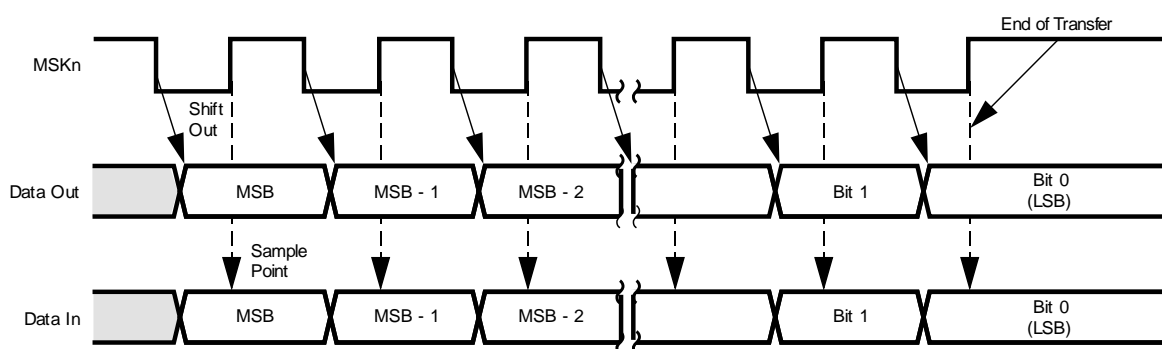 End of Transfer
MSKn
Shift
Out
Data Out
MSB
MSB - 1
MSB - 2
Bit 1
Bit 0
(LSB)
Sample
Point
Data In
MSB
MSB - 1
MSB - 2
Bit 1
Bit 0
(LSB)